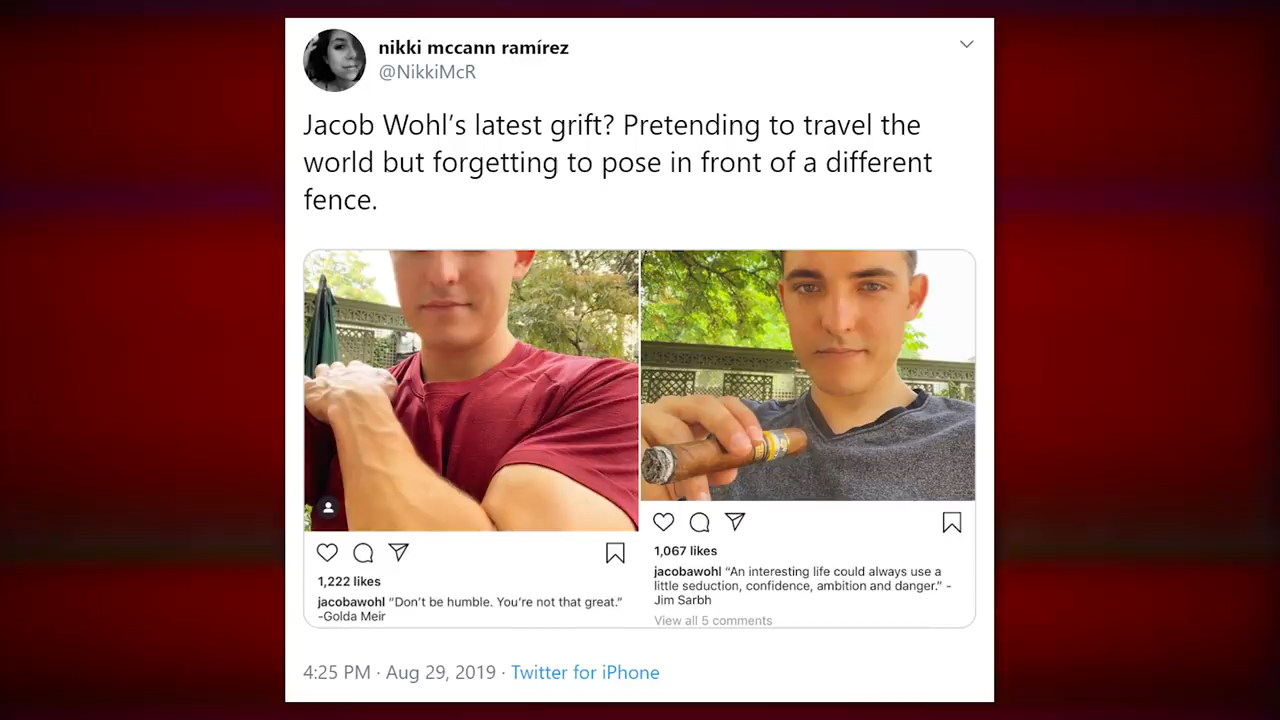 nikki mccann ramírez
@NikkiMcR
Jacob Wohl’s latest grift? Pretending to travel the
world but forgetting to pose in front of a different
fence.
1,222 likes
jacobawohl “Don’t be humble. You’re not that great.”
-Golda Meir
1,067 likes
jacobawohl “An interesting life could always use a
little seduction, confidence, ambition and danger.” -
Jim Sarbh
View all 5 comments
4:25 PM · Aug 29, 2019 · Twitter for iPhone